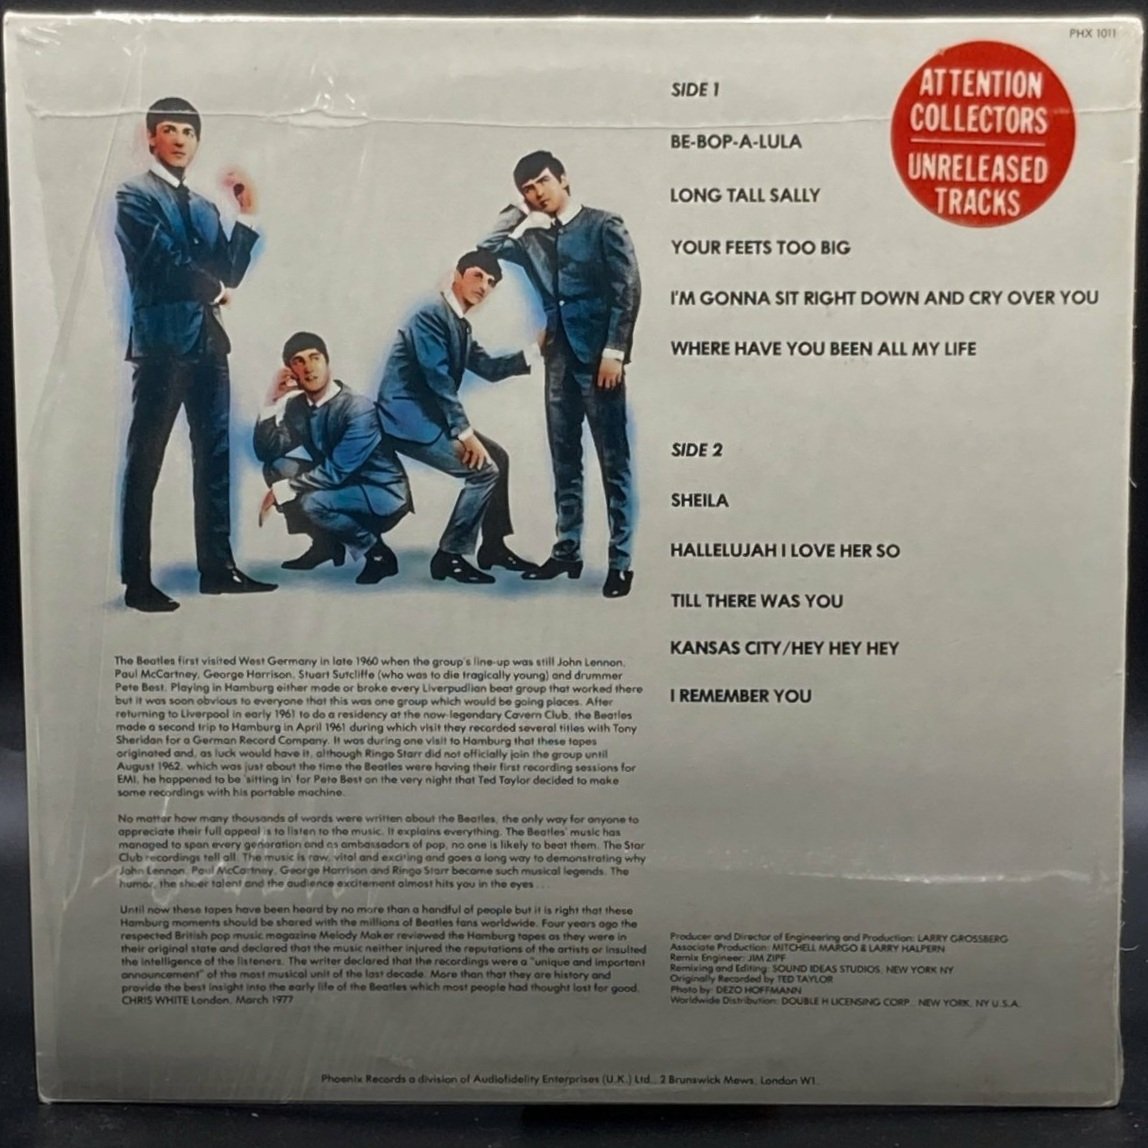 PHX 1011
ATTENTION
COLLECTORS
UNRELEASED
TRACKS
SIDE 1
BE-BOP-A-LULA
LONG TALL SALLY
YOUR FEETS TOO BIG
I'M GONNA SIT RIGHT DOWN AND CRY OVER YOU
WHERE HAVE YOU BEEN ALL MY LIFE
SIDE 2
SHEILA
HALLELUJAH I LOVE HER SO
TILL THERE WAS YOU
KANSAS CITY/HEY HEY HEY
I REMEMBER YOU
The Beatles first visited West Germany in late 1960 when the group's line-up was still John Lennon,
Paul McCartney, George Harrison, Stuart Sutcliffe (who was to die tragically young) and drummer
Pete Best. Playing in Hamburg either made or broke every Liverpudlian beat group that worked there
but it was soon obvious to everyone that this was one group which would be going places. After
returning to Liverpool in early 1961 to do a residency at the now-legendary Cavern Club, the Beatles
made a second trip to Hamburg in April 1961 during which visit they recorded several titles with Tony
Sheridan for a German Record Company. It was during one visit to Hamburg that these tapes
originated and, as luck would have it, although Ringo Starr did not officially join the group until
August 1962, which was just about the time the Beatles were having their first recording sessions for
EMI, he happened to be 'sitting in' for Pete Best on the very night that Ted Taylor decided to make
some recordings with his portable machine.
No matter how many thousands of words were written about the Beatles, the only way for anyone to
appreciate their full appeal is to listen to the music. It explains everything. The Beatles' music has
managed to span every generation and as ambassadors of pop, no one is likely to beat them. The Star
Club recordings tell all. The music is raw, vital and exciting and goes a long way to demonstrating why
John Lennon, Paul McCartney, George Harrison and Ringo Starr became such musical legends. The
humor, the sheer talent and the audience excitement almost hits you in the eyes . . .
Until now these tapes have been heard by no more than a handful of people but it is right that these
Hamburg moments should be shared with the millions of Beatles fans worldwide. Four years ago the
respected British pop music magazine Melody Maker reviewed the Hamburg tapes as they were in
their original state and declared that the music neither injured the reputations of the artists or insulted
the intelligence of the listeners. The writer declared that the recordings were a "unique and important
announcement" of the most musical unit of the last decade. More than that they are history and
provide the best insight into the early life of the Beatles which most people had thought lost for good.
CHRIS WHITE London, March 1977
Producer and Director of Engineering and Production: LARRY GROSSBERG
Associate Production: MITCHELL MARGO & LARRY HALPERN
Remix Engineer: JIM ZIPF
Remixing and Editing: SOUND IDEAS STUDIOS, NEW YORK NY
Originally Recorded by TED TAYLOR
Photo by: DEZO HOFFMANN
Worldwide Distribution: DOUBLE H LICENSING CORP., NEW YORK, NY U.S.A.
Phoenix Records a division of Audiofidelity Enterprises (U.K.) Ltd., 2 Brunswick Mews, London W1.